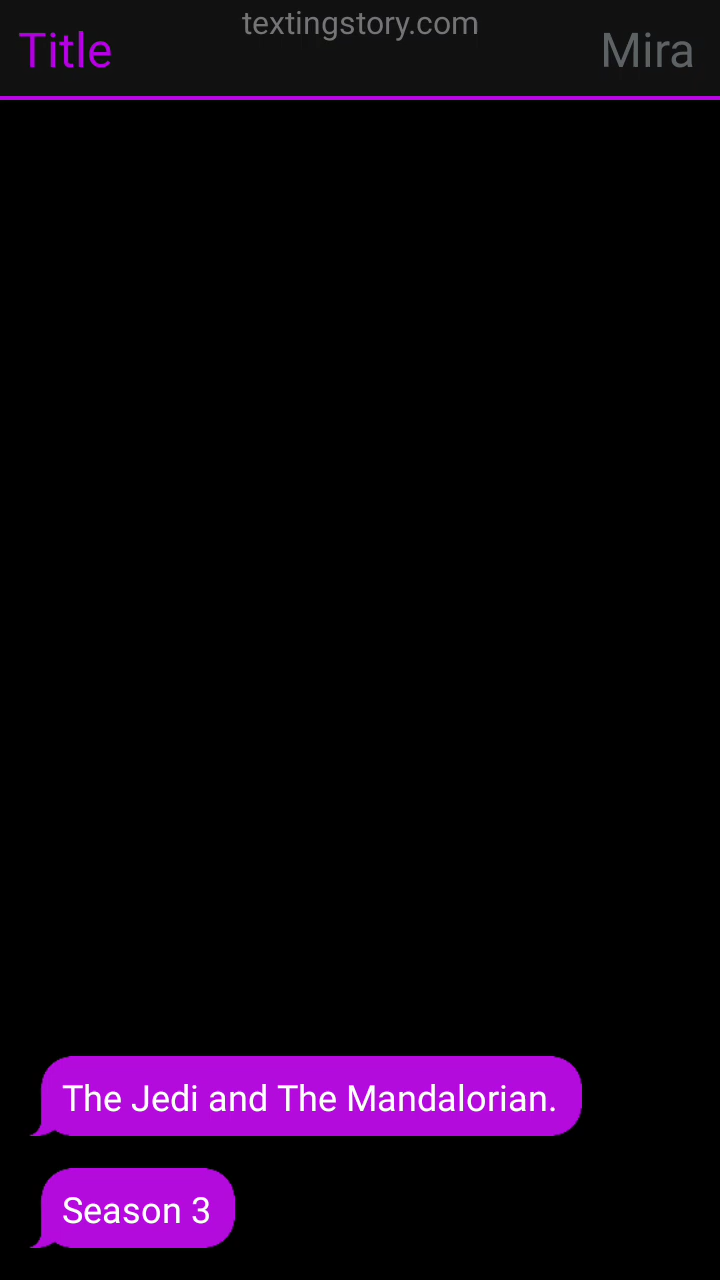 textingstory.com
Title
Mira
The Jedi and The Mandalorian.
Season 3